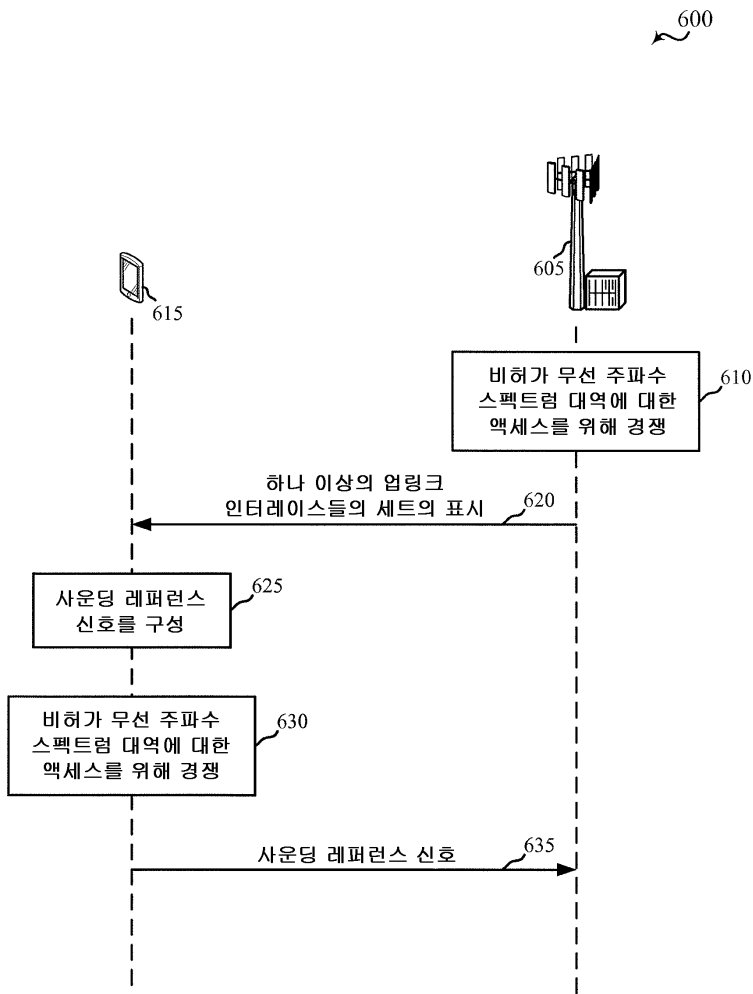 600
605
615
비허가 무선 주파수
스펙트럼 대역에 대한
액세스를 위해 경쟁
610
하나 이상의 업링크
인터레이스들의 세트의 표시
620
사운딩 레퍼런스
신호를 구성
625
비허가 무선 주파수
스펙트럼 대역에 대한
액세스를 위해 경쟁
630
사운딩 레퍼런스 신호
635